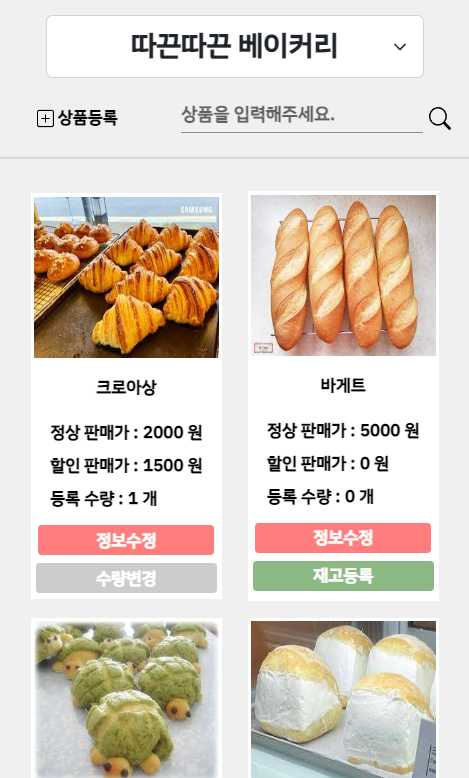 따끈따끈 베이커리
상품등록
상품을 입력해주세요.
SAMSUNG
크로아상
정상 판매가 : 2000 원
할인 판매가 : 1500 원
등록 수량 : 1 개
정보수정
수량변경
바게트
정상 판매가 : 5000 원
할인 판매가 : 0 원
등록 수량 : 0 개
정보수정
재고등록